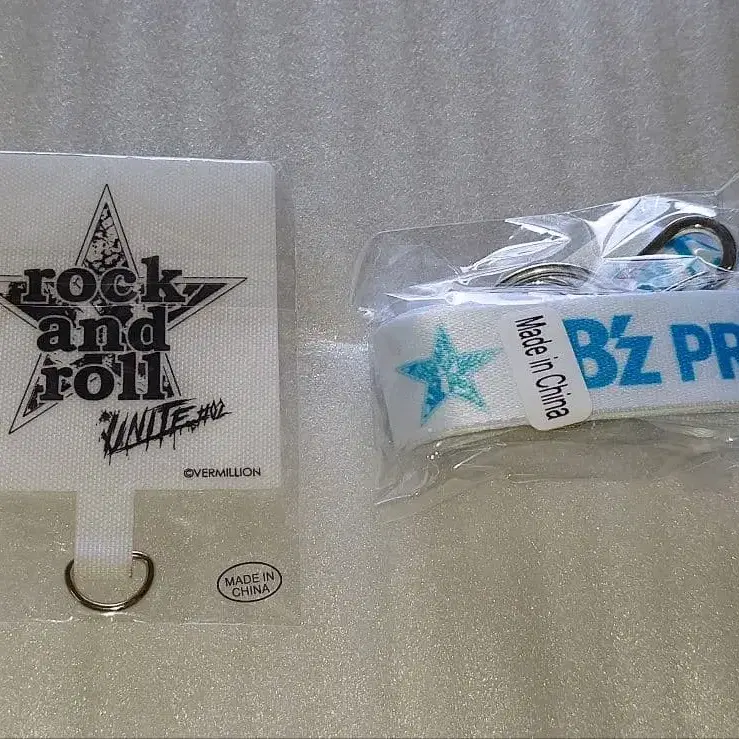 rock
and
roll
UNITE #02
©VERMILLION
MADE IN
CHINA
Made in China
B'z PR